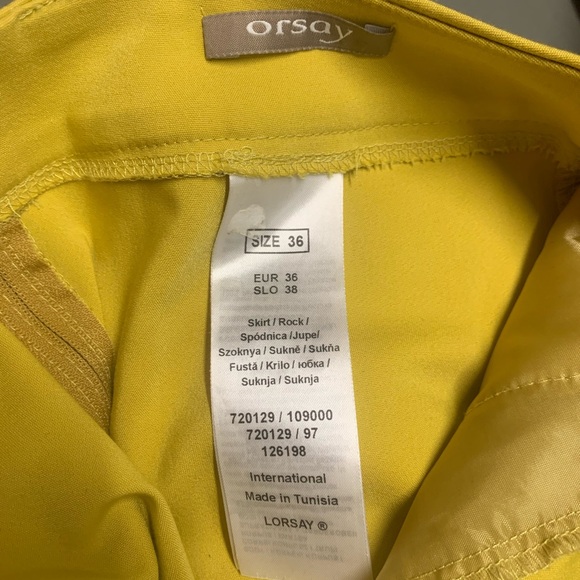 orsay
SIZE 36
EUR 36
SLO 38
Skirt / Rock /
Spódnica /Jupe/
Szoknya / Sukně / Sukňa
Fustă / Krilo / юбка /
Suknja / Suknja
720129 / 109000
720129 / 97
126198
International
Made in Tunisia
LORSAY ®